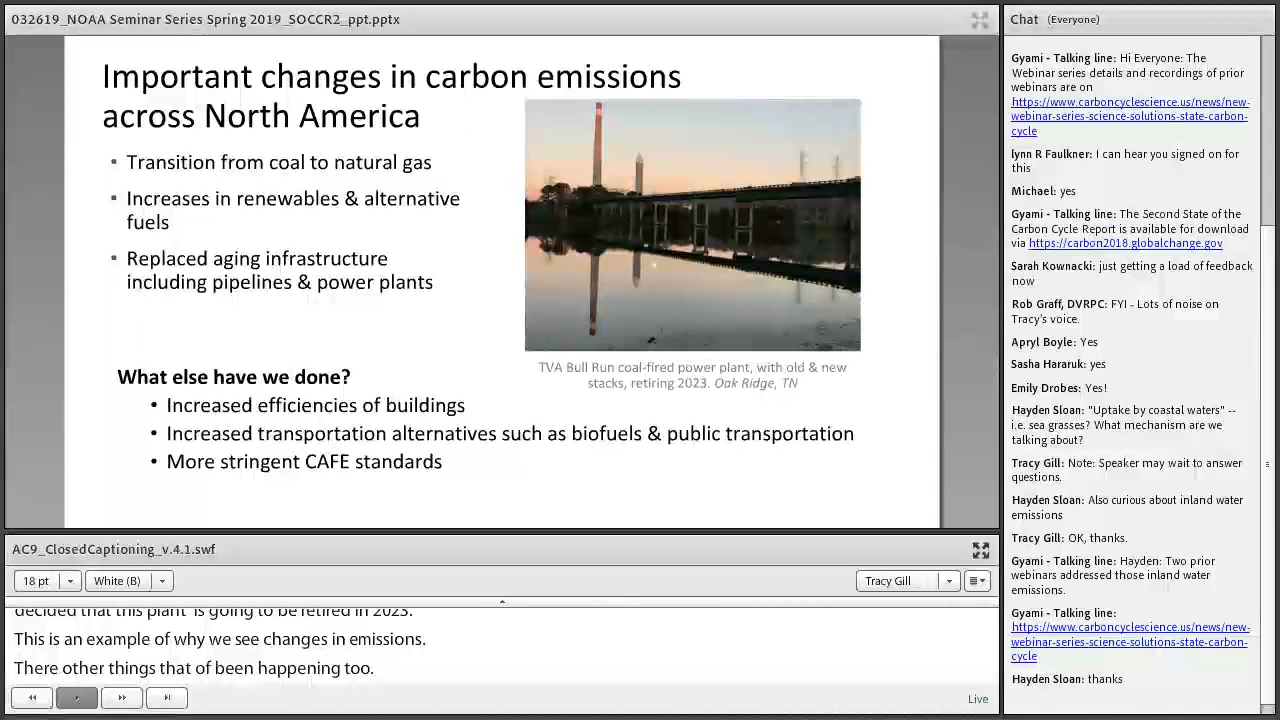 032619_NOAA Seminar Series Spring 2019_SOCCR2_ppt.pptx
Important changes in carbon emissions
across North America
▪ Transition from coal to natural gas
▪ Increases in renewables & alternative
fuels
▪ Replaced aging infrastructure
including pipelines & power plants
TVA Bull Run coal-fired power plant, with old & new
stacks, retiring 2023. Oak Ridge, TN
What else have we done?
• Increased efficiencies of buildings
• Increased transportation alternatives such as biofuels & public transportation
• More stringent CAFE standards
AC9_ClosedCaptioning_v.4.1.swf
18 pt
White (B)
Tracy Gill
decided that this plant is going to be retired in 2023.
This is an example of why we see changes in emissions.
There other things that of been happening too.
Live
Chat (Everyone)
Gyami - Talking line: Hi Everyone: The
Webinar series details and recordings of prior
webinars are on
https://www.carboncyclescience.us/news/new-
webinar-series-science-solutions-state-carbon-
cycle
lynn R Faulkner: I can hear you signed on for
this
Michael: yes
Gyami - Talking line: The Second State of the
Carbon Cycle Report is available for download
via https://carbon2018.globalchange.gov
Sarah Kownacki: just getting a load of feedback
now
Rob Graff, DVRPC: FYI - Lots of noise on
Tracy's voice.
Apryl Boyle: Yes
Sasha Hararuk: yes
Emily Drobes: Yes!
Hayden Sloan: "Uptake by coastal waters" --
i.e. sea grasses? What mechanism are we
talking about?
Tracy Gill: Note: Speaker may wait to answer
questions.
Hayden Sloan: Also curious about inland water
emissions
Tracy Gill: OK, thanks.
Gyami - Talking line: Hayden: Two prior
webinars addressed those inland water
emissions.
Gyami - Talking line:
https://www.carboncyclescience.us/news/new-
webinar-series-science-solutions-state-carbon-
cycle
Hayden Sloan: thanks